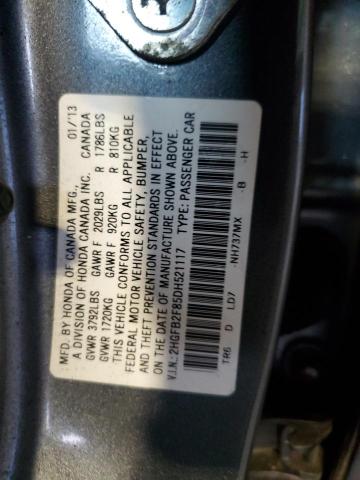 MFD. BY HONDA OF CANADA MFG., 01/'13
A DIVISION OF HONDA CANADA INC. CANADA
GVWR 3792LBS GAWR F 2029LBS R 1786LBS
GVWR 1720KG GAWR F 920KG R 810KG
THIS VEHICLE CONFORMS TO ALL APPLICABLE
FEDERAL MOTOR VEHICLE SAFETY, BUMPER,
AND THEFT PREVENTION STANDARDS IN EFFECT
ON THE DATE OF MANUFACTURE SHOWN ABOVE.
V.I.N.: 2HGFB2F85DH521117 TYPE: PASSENGER CAR
NH737MX B H
TR6 D LD7